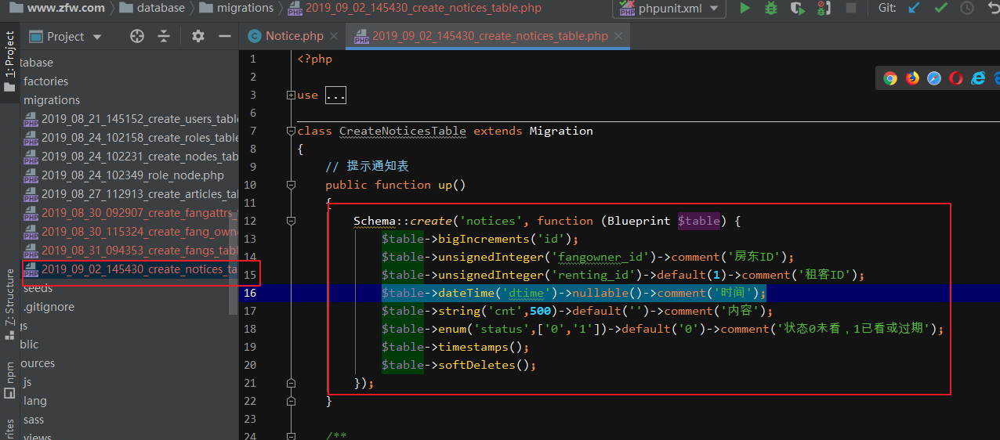 www.zfw.com database migrations 2019_09_02_145430_create_notices_table.php phpunit.xml Git:
1: Project
Project
Notice.php
2019_09_02_145430_create_notices_table.php
tabase
factories
migrations
2019_08_21_145152_create_users_table
2019_08_24_102158_create_roles_table
2019_08_24_102231_create_nodes_tab
2019_08_24_102349_role_node.php
2019_08_27_112913_create_articles_tal
2019_08_30_092907_create_fangattrs_
2019_08_30_115324_create_fang_own
2019_08_31_094353_create_fangs_tabl
2019_09_02_145430_create_notices_ta
seeds
.gitignore
gs
blic
ources
js
lang
sass
views
Z: Structure
npm
rites
1 <?php
2
3 use ...
6
7 class CreateNoticesTable extends Migration
8 {
9 // 提示通知表
10 public function up()
11 {
12 Schema::create('notices', function (Blueprint $table) {
13 $table->bigIncrements('id');
14 $table->unsignedInteger('fangowner_id')->comment('房东ID');
15 $table->unsignedInteger('renting_id')->default(1)->comment('租客ID');
16 $table->dateTime('dtime')->nullable()->comment('时间');
17 $table->string('cnt',500)->default('')->comment('内容');
18 $table->enum('status',['0','1'])->default('0')->comment('状态0未看，1已看或过期');
19 $table->timestamps();
20 $table->softDeletes();
21 });
22 }
23
24 /**